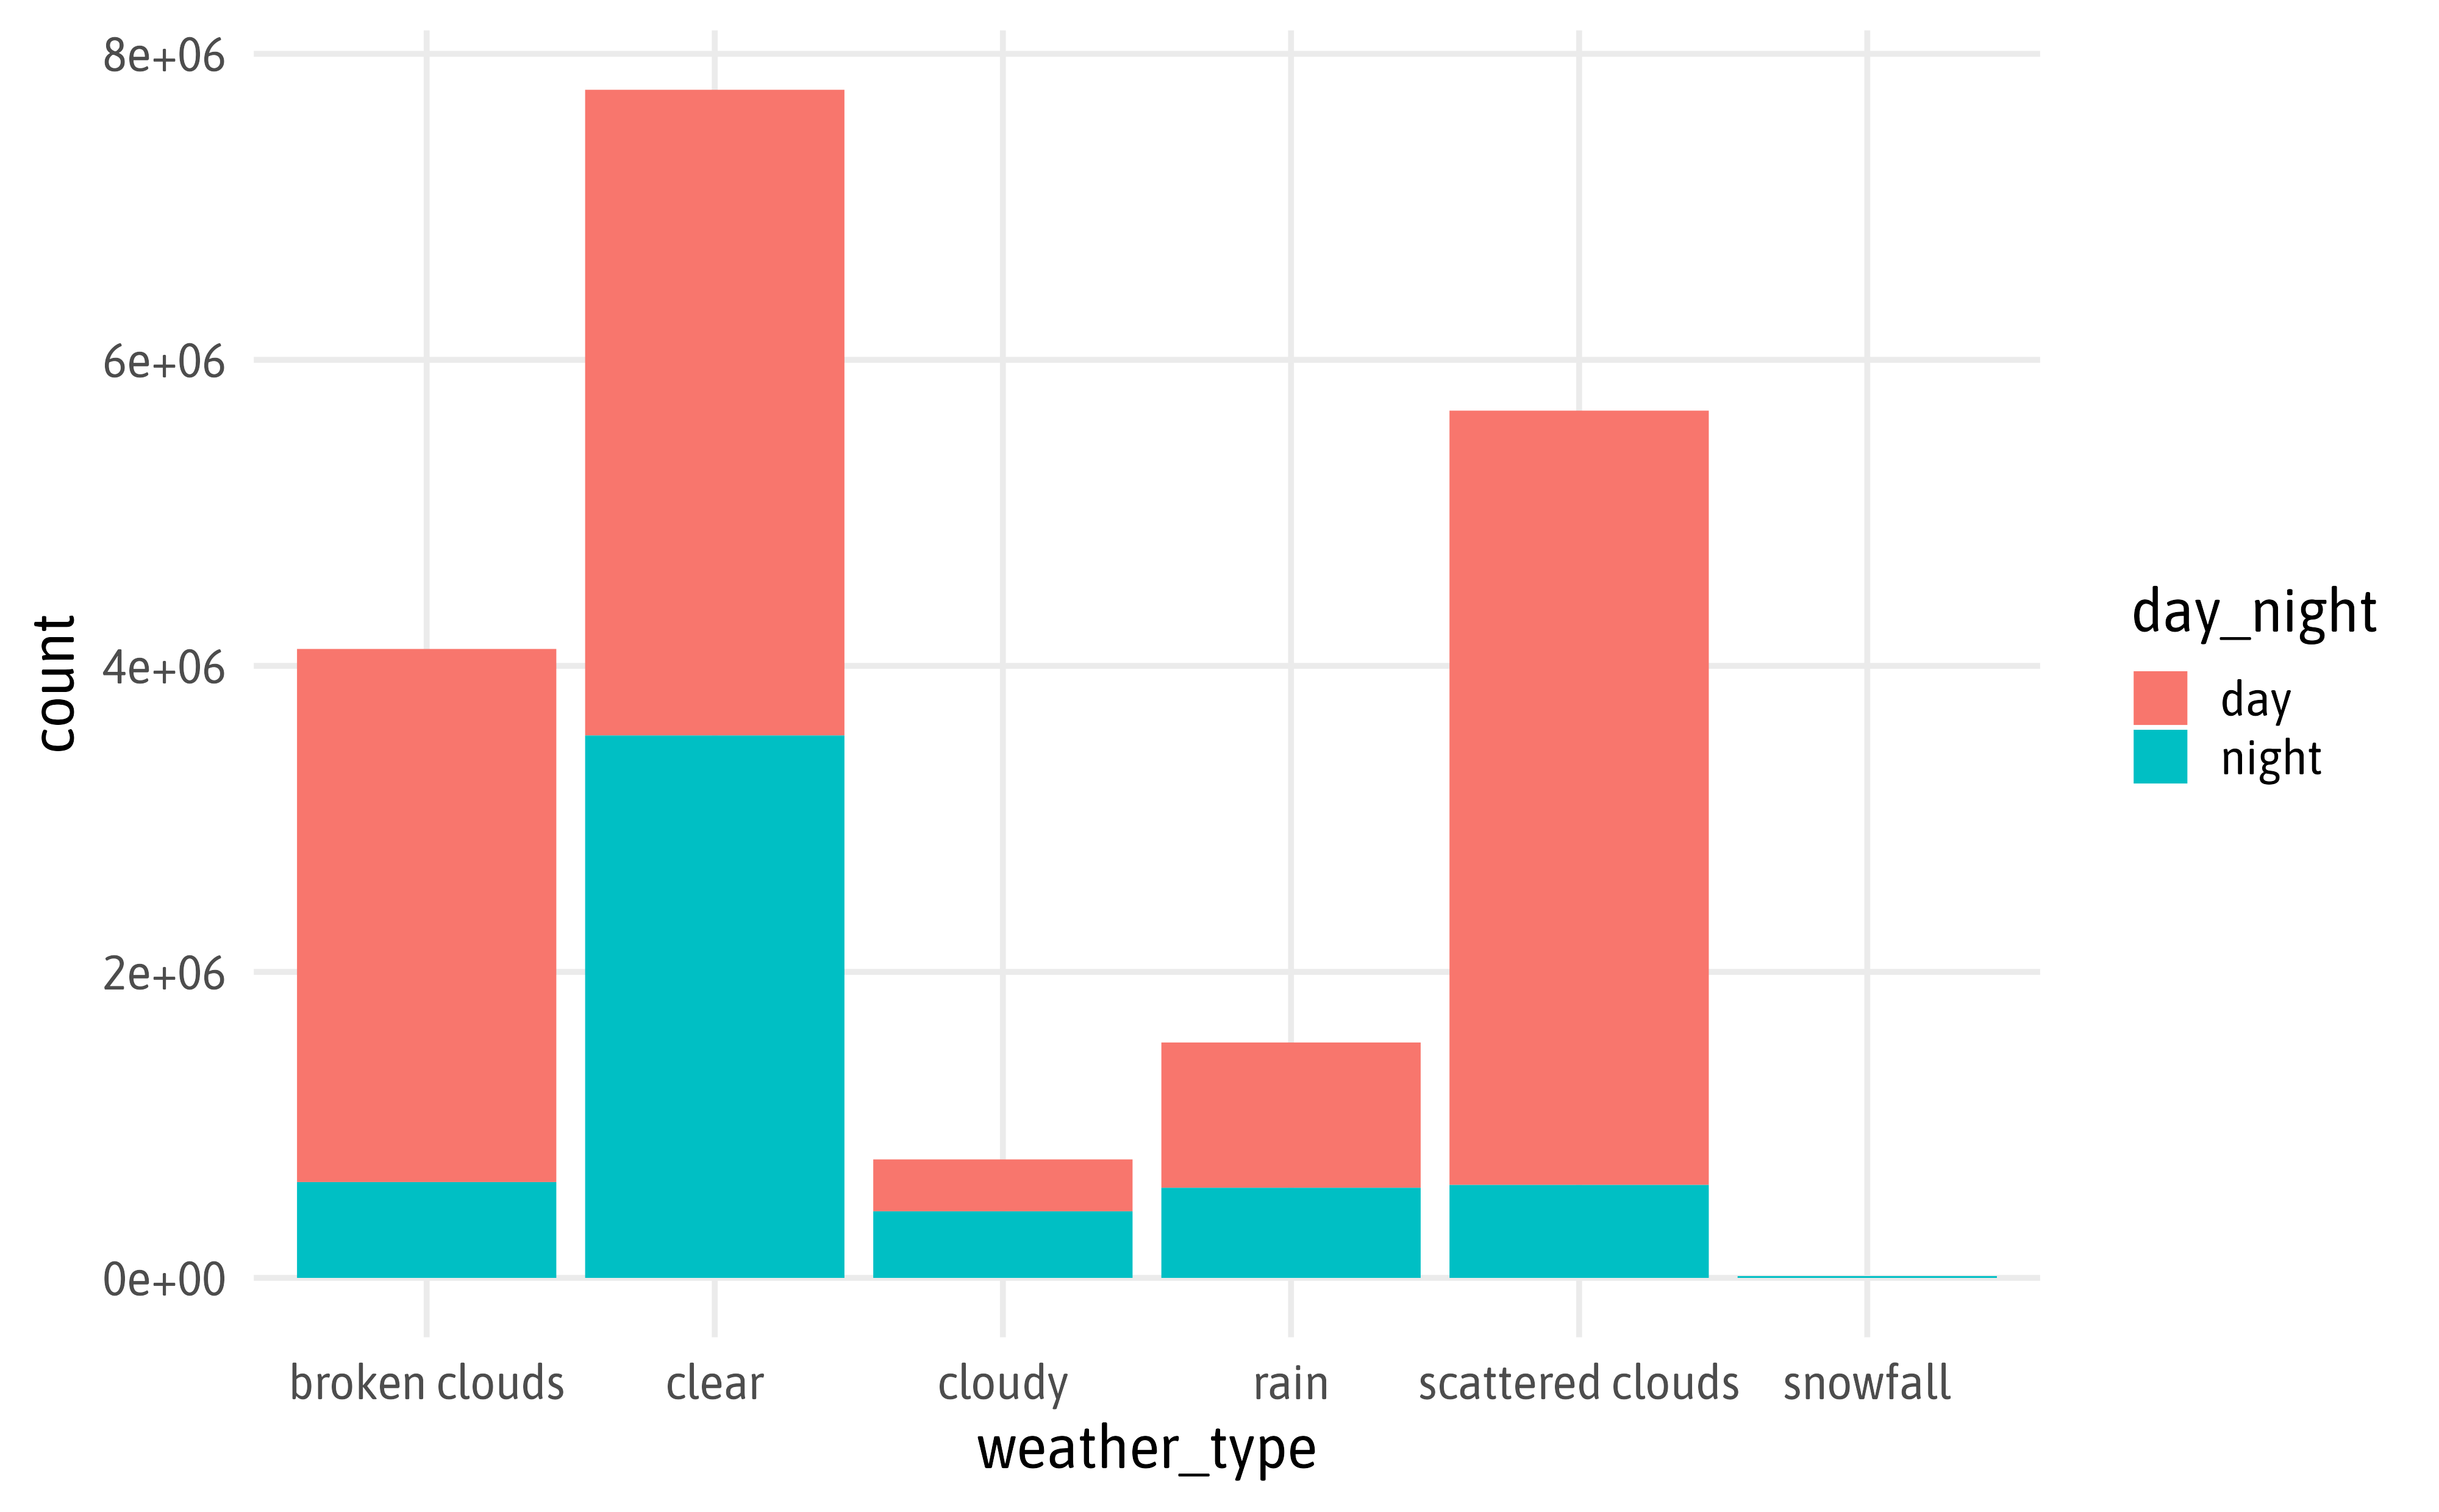 8e+06
6e+06
4e+06
2e+06
0e+00
count
broken clouds clear cloudy rain scattered clouds snowfall
weather_type
day_night
day
night